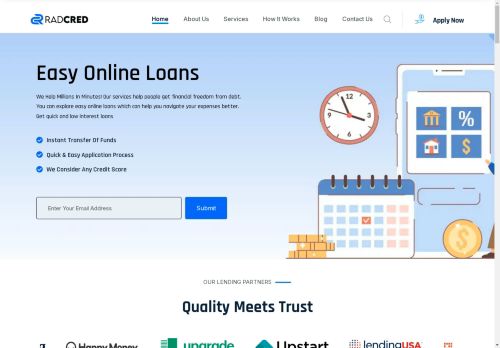 RADCRED
Home About Us Services How It Works Blog Contact Us Apply Now
Easy Online Loans
We Help Millions In Minutes! Our services help people get financial freedom from debt.
You can explore easy online loans which can help you navigate your expenses better.
Get quick and low interest loans
Instant Transfer Of Funds
Quick & Easy Application Process
We Consider Any Credit Score
Enter Your Email Address
Submit
OUR LENDING PARTNERS
Quality Meets Trust
Happy Money
upgrade
Upstart
lendingUSA